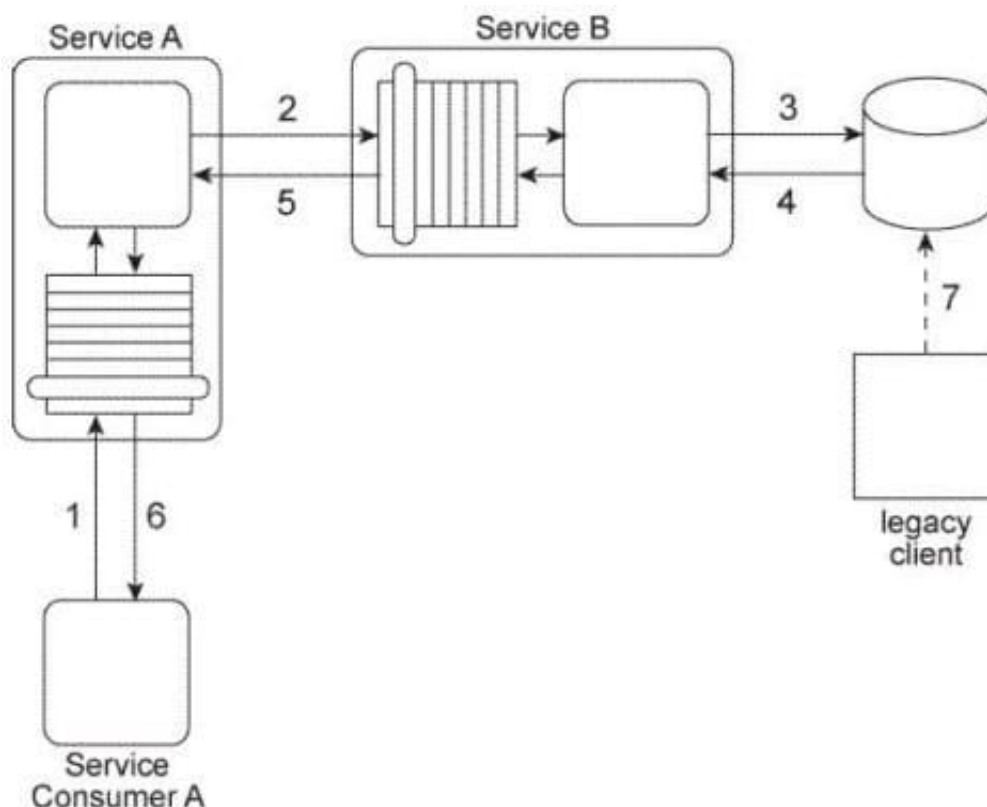 Service A
Service B
2
3
5
4
7
1
6
legacy
client
Service
Consumer A